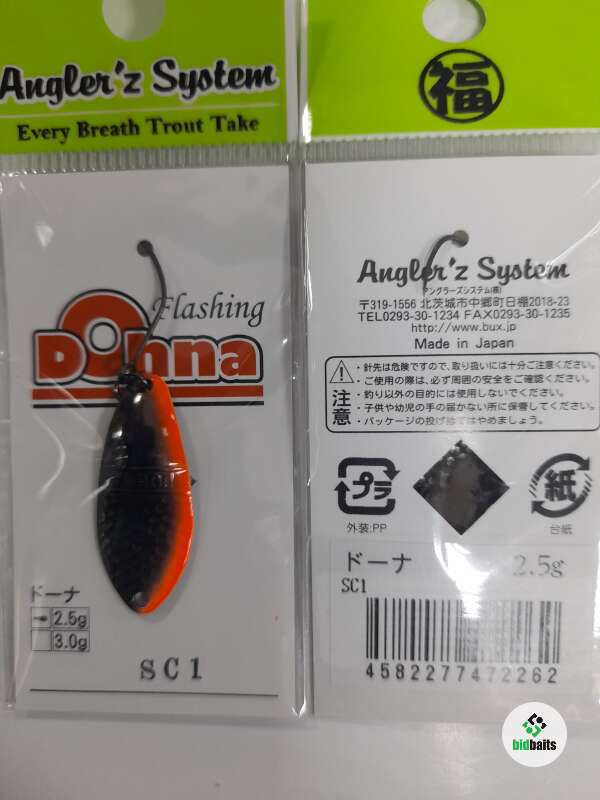 Angler'z System
Every Breath Trout Take
Flashing
Donna
ドーナ
2.5g
3.0g
SC1
福
Angler'z System
アングラーズシステム(株)
〒319-1556 北茨城市中郷町日棚2018-23
TEL0293-30-1234 FAX0293-30-1235
http://www.bux.jp
Made in Japan
注意
・針先は危険ですので、取り扱いには十分ご注意ください。
・ご使用の際は、必ず周囲の安全をご確認ください。
・釣り以外の目的には使用しないでください。
・子供や幼児の手の届かない所に保管してください。
・パッケージの投げ捨てはやめましょう。
プラ
外装:PP
紙
台紙
ドーナ 2.5g
SC1
4582277472262
bidbaits